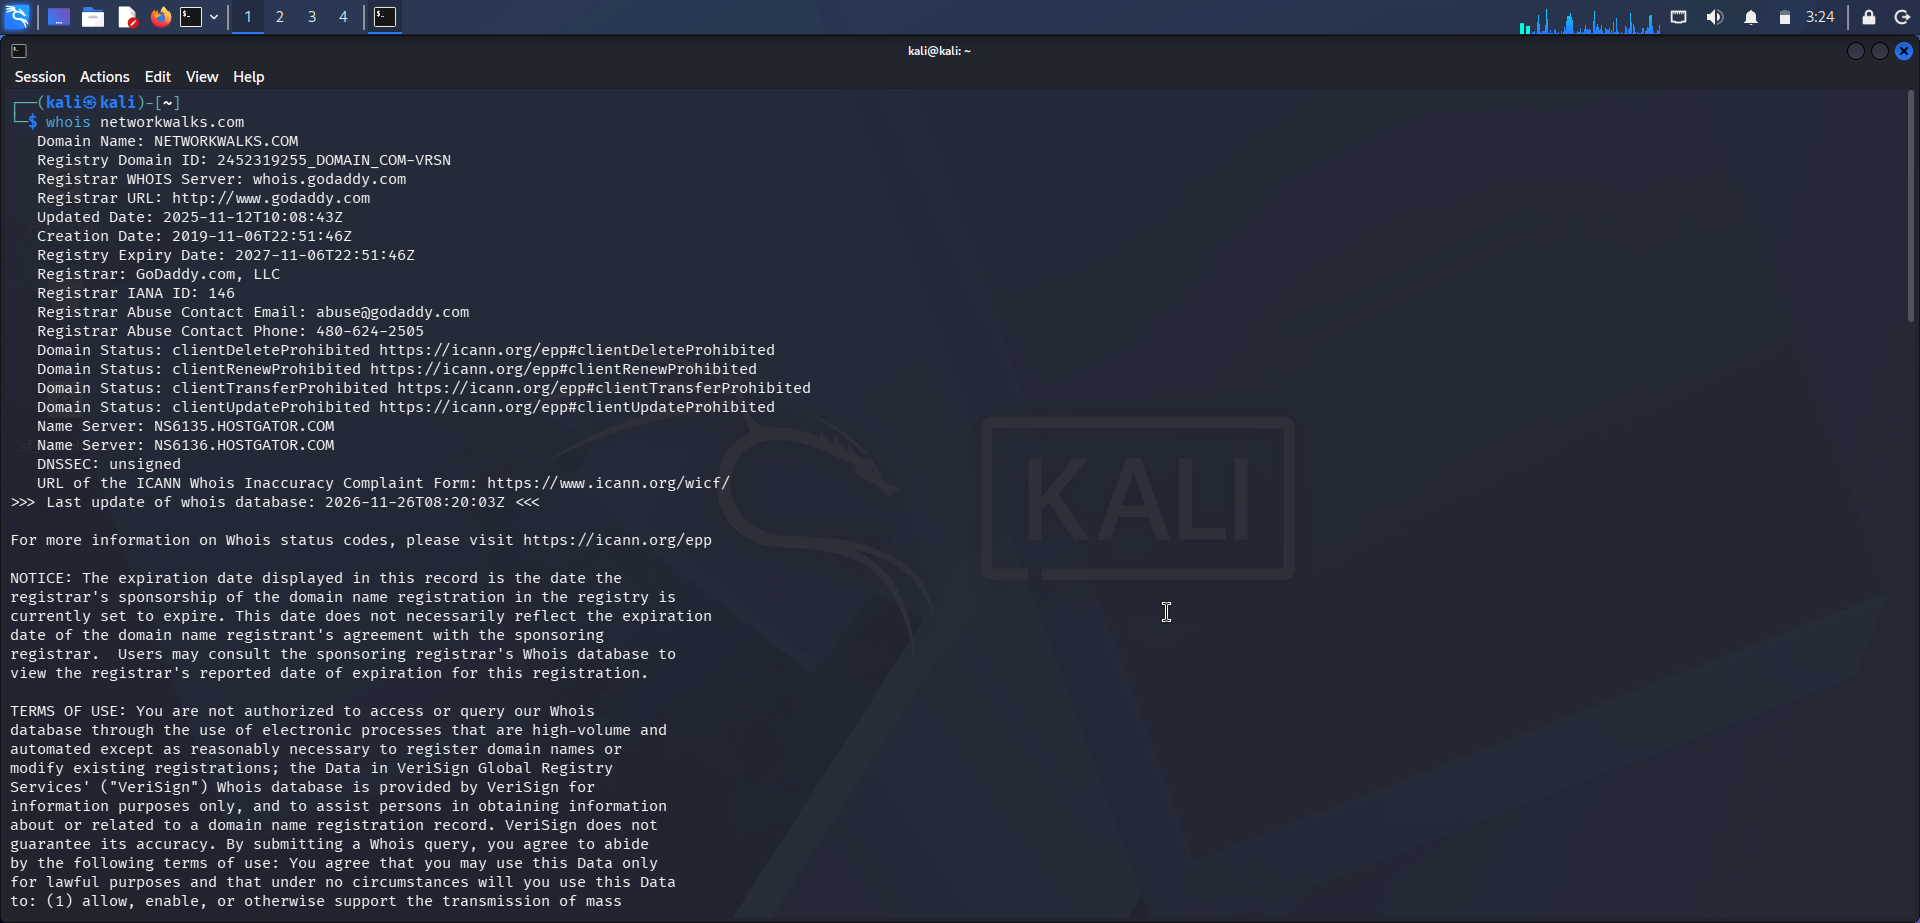 1 2 3 4 3:24
kali@kali: ~
Session Actions Edit View Help
(kali㉿kali)-[~]
$ whois networkwalks.com
Domain Name: NETWORKWALKS.COM
Registry Domain ID: 2452319255_DOMAIN_COM-VRSN
Registrar WHOIS Server: whois.godaddy.com
Registrar URL: http://www.godaddy.com
Updated Date: 2025-11-12T10:08:43Z
Creation Date: 2019-11-06T22:51:46Z
Registry Expiry Date: 2027-11-06T22:51:46Z
Registrar: GoDaddy.com, LLC
Registrar IANA ID: 146
Registrar Abuse Contact Email: abuse@godaddy.com
Registrar Abuse Contact Phone: 480-624-2505
Domain Status: clientDeleteProhibited https://icann.org/epp#clientDeleteProhibited
Domain Status: clientRenewProhibited https://icann.org/epp#clientRenewProhibited
Domain Status: clientTransferProhibited https://icann.org/epp#clientTransferProhibited
Domain Status: clientUpdateProhibited https://icann.org/epp#clientUpdateProhibited
Name Server: NS6135.HOSTGATOR.COM
Name Server: NS6136.HOSTGATOR.COM
DNSSEC: unsigned
URL of the ICANN Whois Inaccuracy Complaint Form: https://www.icann.org/wicf/
>>> Last update of whois database: 2026-11-26T08:20:03Z <<<
KALI
For more information on Whois status codes, please visit https://icann.org/epp
NOTICE: The expiration date displayed in this record is the date the
registrar's sponsorship of the domain name registration in the registry is
currently set to expire. This date does not necessarily reflect the expiration
date of the domain name registrant's agreement with the sponsoring
registrar.  Users may consult the sponsoring registrar's Whois database to
view the registrar's reported date of expiration for this registration.
TERMS OF USE: You are not authorized to access or query our Whois
database through the use of electronic processes that are high-volume and
automated except as reasonably necessary to register domain names or
modify existing registrations; the Data in VeriSign Global Registry
Services' ("VeriSign") Whois database is provided by VeriSign for
information purposes only, and to assist persons in obtaining information
about or related to a domain name registration record. VeriSign does not
guarantee its accuracy. By submitting a Whois query, you agree to abide
by the following terms of use: You agree that you may use this Data only
for lawful purposes and that under no circumstances will you use this Data
to: (1) allow, enable, or otherwise support the transmission of mass